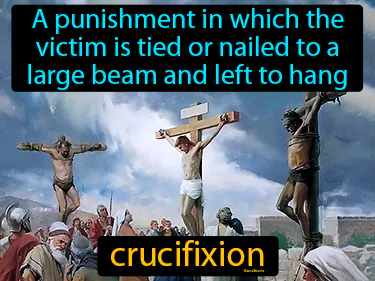 A punishment in which the
victim is tied or nailed to a
large beam and left to hang
crucifixion